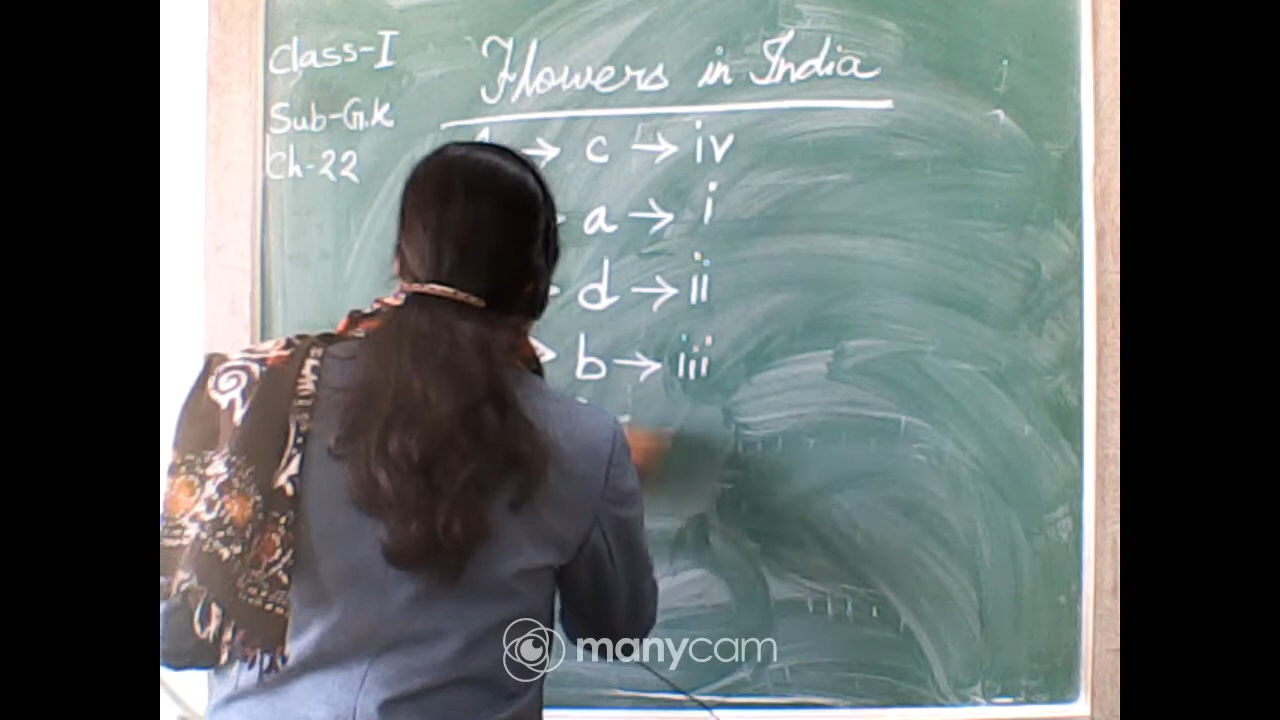 Class-I
Flowers in India
Sub-G.K
Ch-22
→ c → iv
a → i
d → ii
b → iii
manycam